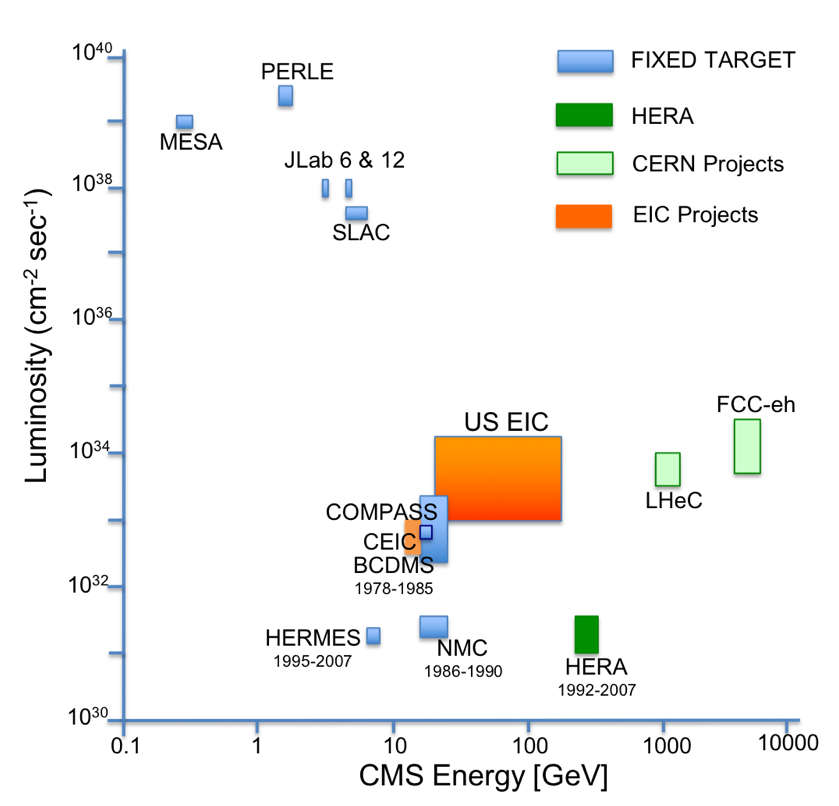 10^40
PERLE
FIXED TARGET
HERA
MESA
JLab 6 & 12
CERN Projects
10^38
EIC Projects
SLAC
Luminosity (cm^-2 sec^-1)
10^36
FCC-eh
US EIC
10^34
LHeC
COMPASS
CEIC
BCDMS
10^32
1978-1985
HERMES
1995-2007
NMC
1986-1990
HERA
1992-2007
10^30
0.1 1 10 100 1000 10000
CMS Energy [GeV]